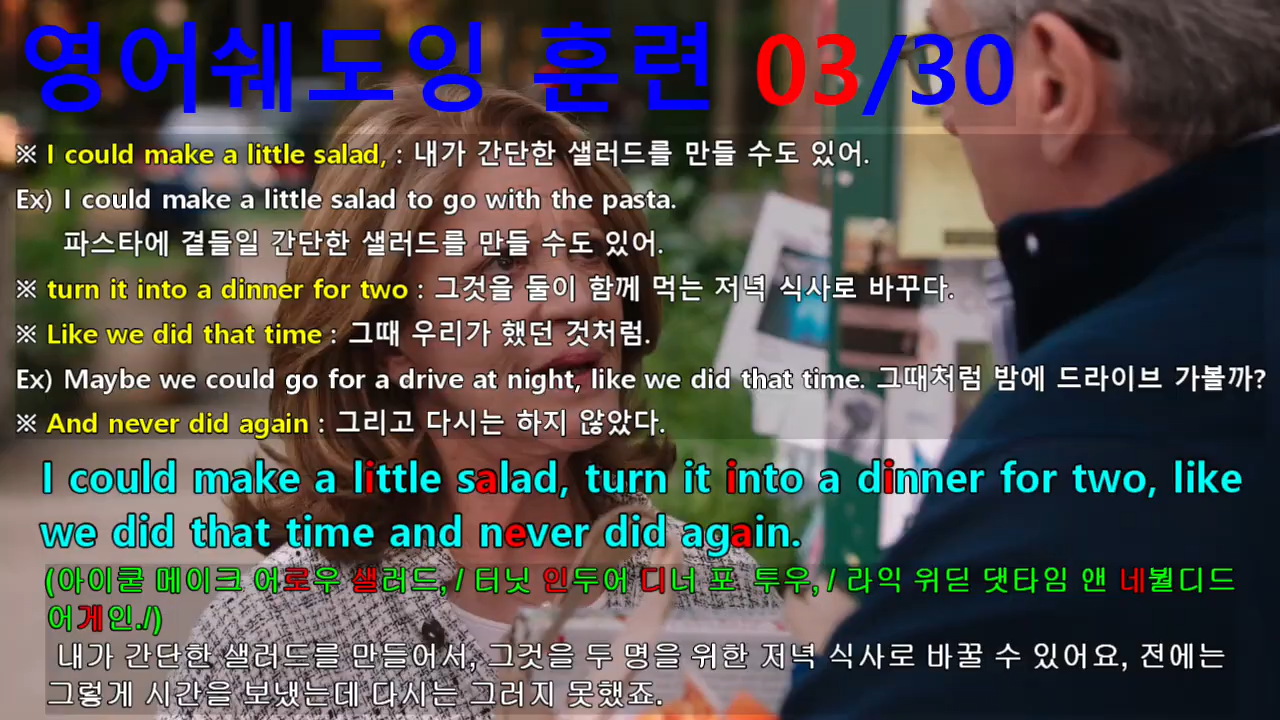 영어쉐도잉 훈련 03/30
※ I could make a little salad, : 내가 간단한 샐러드를 만들 수도 있어.
Ex) I could make a little salad to go with the pasta.
파스타에 곁들일 간단한 샐러드를 만들 수도 있어.
※ turn it into a dinner for two : 그것을 둘이 함께 먹는 저녁 식사로 바꾸다.
※ Like we did that time : 그때 우리가 했던 것처럼.
Ex) Maybe we could go for a drive at night, like we did that time. 그때처럼 밤에 드라이브 가볼까?
※ And never did again : 그리고 다시는 하지 않았다.
I could make a little salad, turn it into a dinner for two, like
we did that time and never did again.
(아이쿨 메이크 어로우 샐러드, / 터닛 인두어 디너 포 투우, / 라익 위딛 댓타임 앤 네붤디드
어게인./)
내가 간단한 샐러드를 만들어서, 그것을 두 명을 위한 저녁 식사로 바꿀 수 있어요, 전에는
그렇게 시간을 보냈는데 다시는 그러지 못했죠.